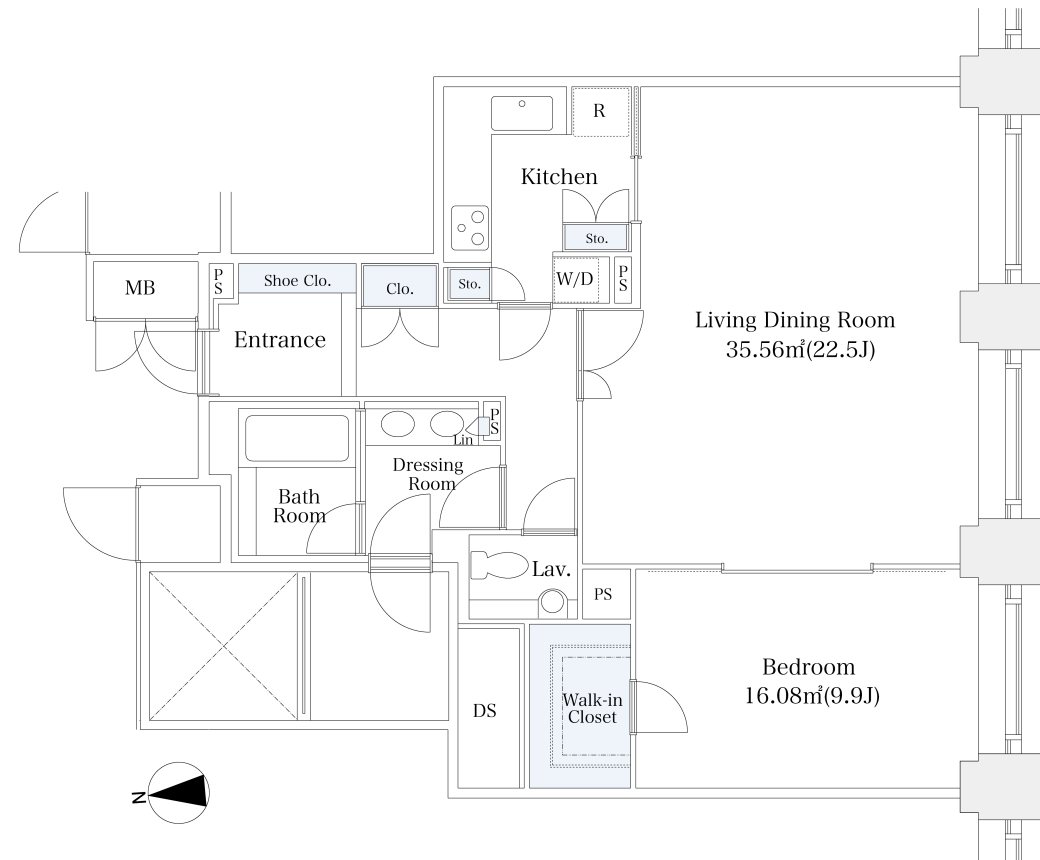 R
Kitchen
Sto.
W/D
P
S
MB
P
S
Shoe Clo.
Clo.
Sto.
Entrance
Living Dining Room
35.56㎡(22.5J)
P
S
Lin
Dressing
Room
Bath
Room
Lav.
PS
Bedroom
16.08㎡(9.9J)
Walk-in
Closet
DS
N